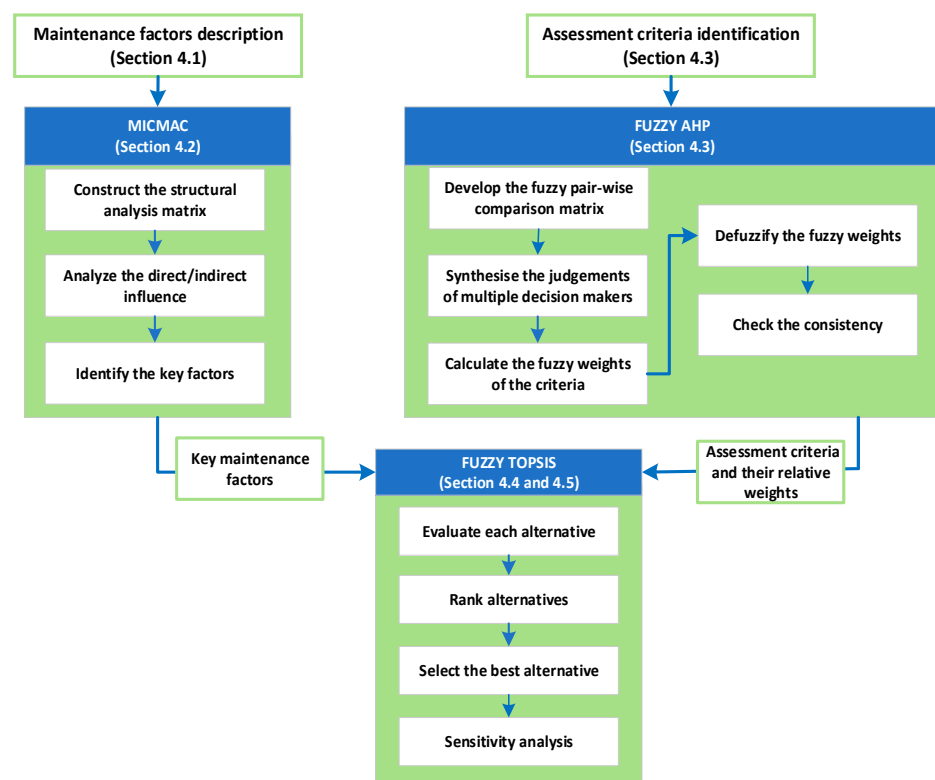 Maintenance factors description
(Section 4.1)
Assessment criteria identification
(Section 4.3)
MICMAC
(Section 4.2)
Construct the structural
analysis matrix
Analyze the direct/indirect
influence
Identify the key factors
FUZZY AHP
(Section 4.3)
Develop the fuzzy pair-wise
comparison matrix
Synthesise the judgements
of multiple decision makers
Calculate the fuzzy weights
of the criteria
Defuzzify the fuzzy weights
Check the consistency
Key maintenance
factors
Assessment criteria
and their relative
weights
FUZZY TOPSIS
(Section 4.4 and 4.5)
Evaluate each alternative
Rank alternatives
Select the best alternative
Sensitivity analysis